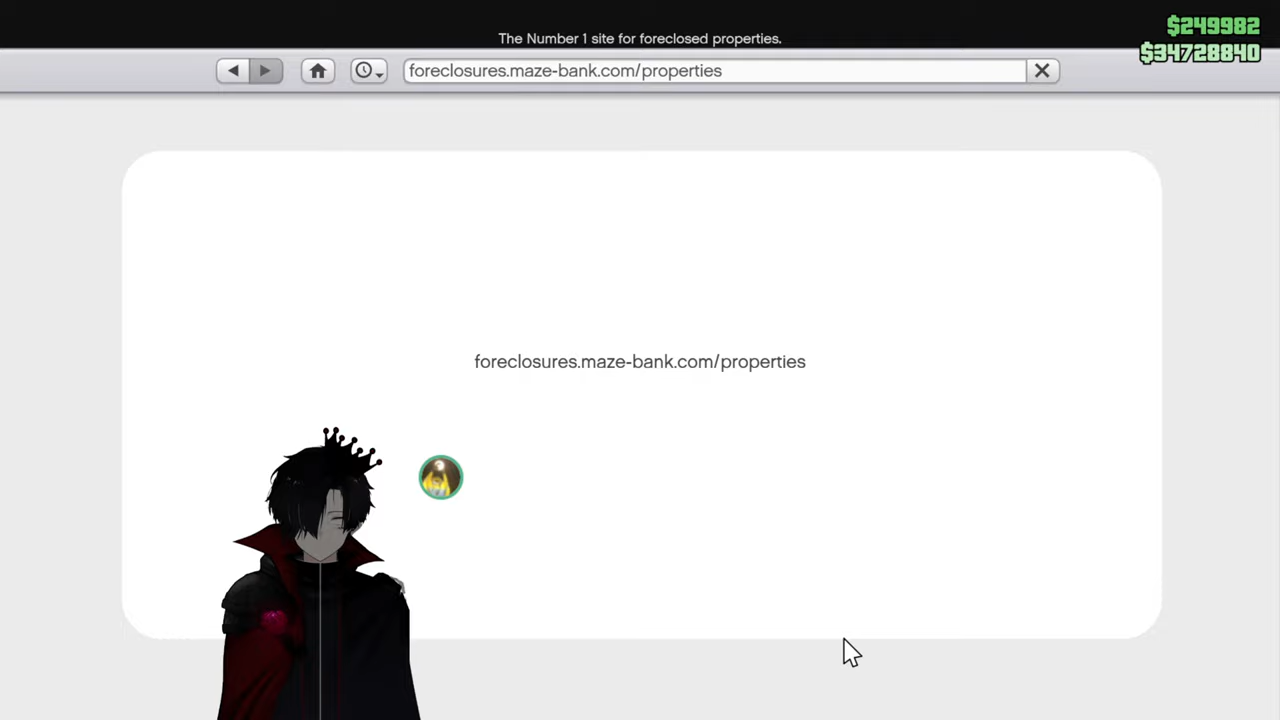 $249982
The Number 1 site for foreclosed properties.
$34728840
foreclosures.maze-bank.com/properties
foreclosures.maze-bank.com/properties